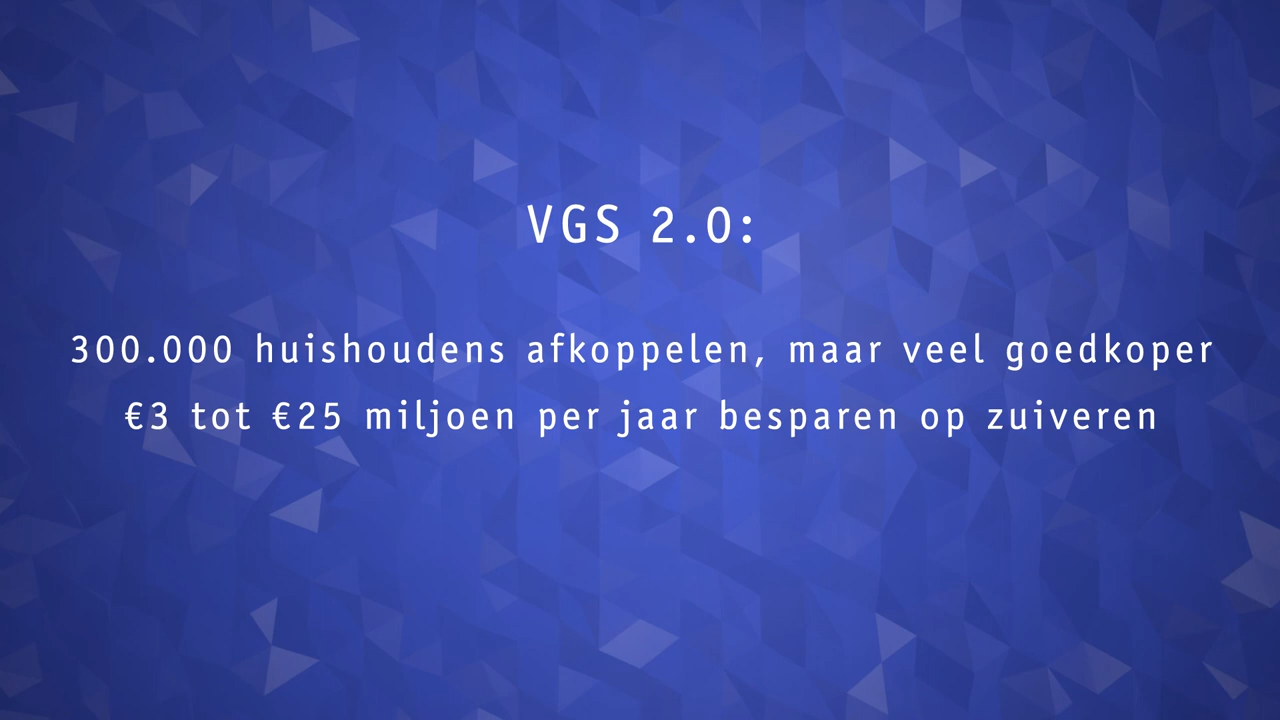 VGS 2.0:
300.000 huishoudens afkoppelen, maar veel goedkoper
€3 tot €25 miljoen per jaar besparen op zuiveren